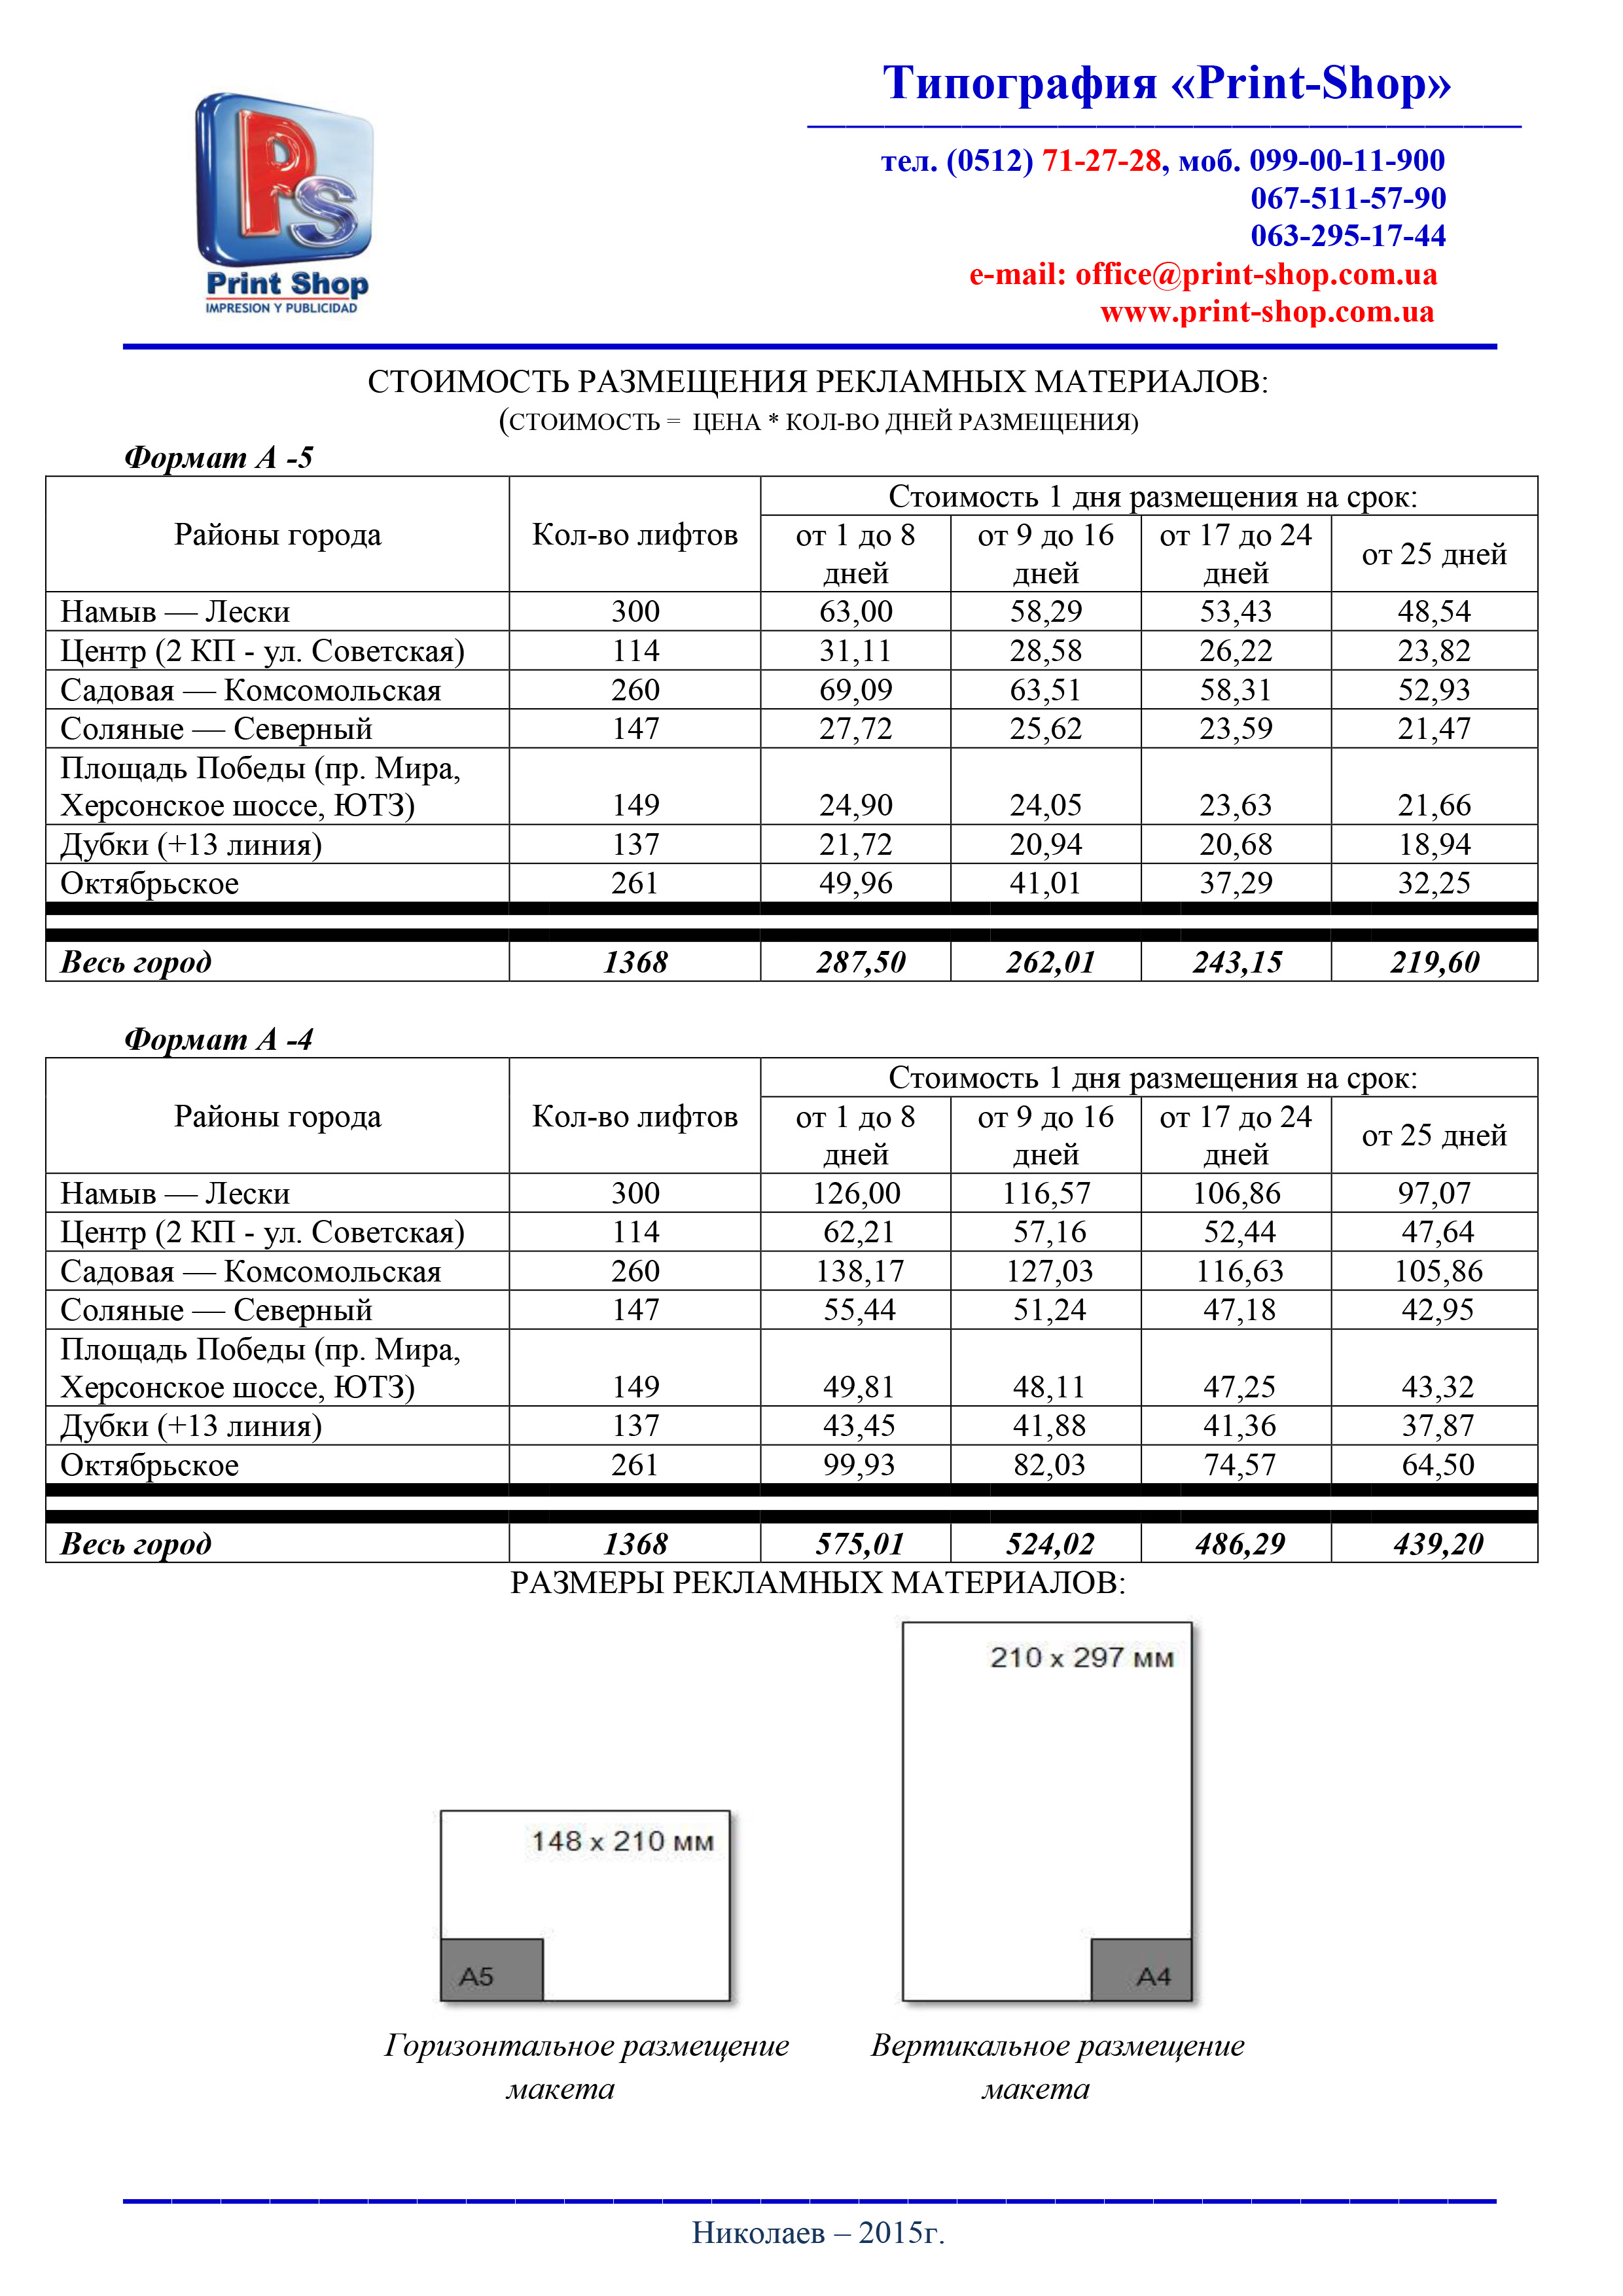 Типография «Print-Shop»
тел. (0512) 71-27-28, моб. 099-00-11-900
067-511-57-90
063-295-17-44
e-mail: office@print-shop.com.ua
www.print-shop.com.ua
Ps
Print Shop
IMPRESION Y PUBLICIDAD
СТОИМОСТЬ РАЗМЕЩЕНИЯ РЕКЛАМНЫХ МАТЕРИАЛОВ:
(СТОИМОСТЬ = ЦЕНА * КОЛ-ВО ДНЕЙ РАЗМЕЩЕНИЯ)
Формат А -5
Районы города Кол-во лифтов Стоимость 1 дня размещения на срок:
от 1 до 8 дней от 9 до 16 дней от 17 до 24 дней от 25 дней
Намыв — Лески 300 63,00 58,29 53,43 48,54
Центр (2 КП - ул. Советская) 114 31,11 28,58 26,22 23,82
Садовая — Комсомольская 260 69,09 63,51 58,31 52,93
Соляные — Северный 147 27,72 25,62 23,59 21,47
Площадь Победы (пр. Мира,
Херсонское шоссе, ЮТЗ) 149 24,90 24,05 23,63 21,66
Дубки (+13 линия) 137 21,72 20,94 20,68 18,94
Октябрьское 261 49,96 41,01 37,29 32,25
Весь город 1368 287,50 262,01 243,15 219,60
Формат А -4
Районы города Кол-во лифтов Стоимость 1 дня размещения на срок:
от 1 до 8 дней от 9 до 16 дней от 17 до 24 дней от 25 дней
Намыв — Лески 300 126,00 116,57 106,86 97,07
Центр (2 КП - ул. Советская) 114 62,21 57,16 52,44 47,64
Садовая — Комсомольская 260 138,17 127,03 116,63 105,86
Соляные — Северный 147 55,44 51,24 47,18 42,95
Площадь Победы (пр. Мира,
Херсонское шоссе, ЮТЗ) 149 49,81 48,11 47,25 43,32
Дубки (+13 линия) 137 43,45 41,88 41,36 37,87
Октябрьское 261 99,93 82,03 74,57 64,50
Весь город 1368 575,01 524,02 486,29 439,20
РАЗМЕРЫ РЕКЛАМНЫХ МАТЕРИАЛОВ:
148 x 210 мм
A5
210 x 297 мм
A4
Горизонтальное размещение
макета
Вертикальное размещение
макета
Николаев – 2015г.